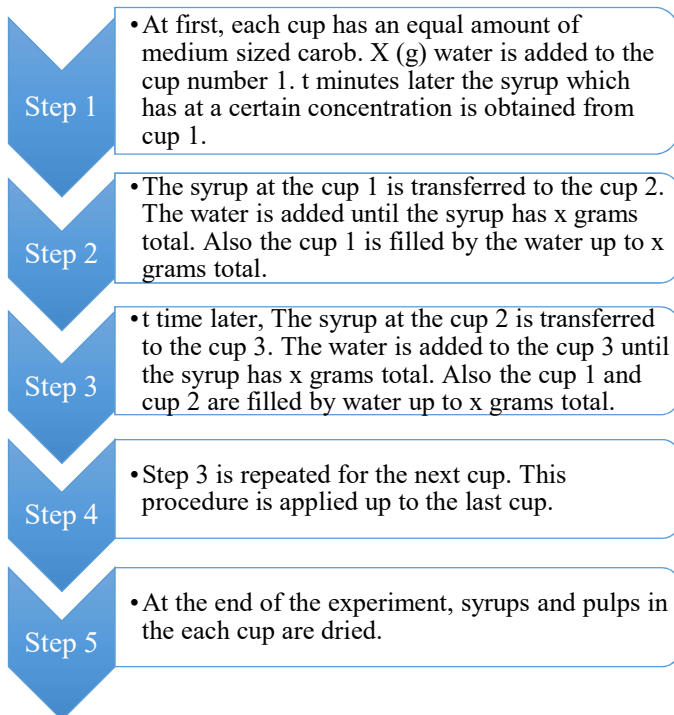 Step 1
•At first, each cup has an equal amount of
medium sized carob. X (g) water is added to the
cup number 1. t minutes later the syrup which
has at a certain concentration is obtained from
cup 1.
Step 2
•The syrup at the cup 1 is transferred to the cup 2.
The water is added until the syrup has x grams
total. Also the cup 1 is filled by the water up to x
grams total.
Step 3
•t time later, The syrup at the cup 2 is transferred
to the cup 3. The water is added to the cup 3 until
the syrup has x grams total. Also the cup 1 and
cup 2 are filled by water up to x grams total.
Step 4
•Step 3 is repeated for the next cup. This
procedure is applied up to the last cup.
Step 5
•At the end of the experiment, syrups and pulps in
the each cup are dried.